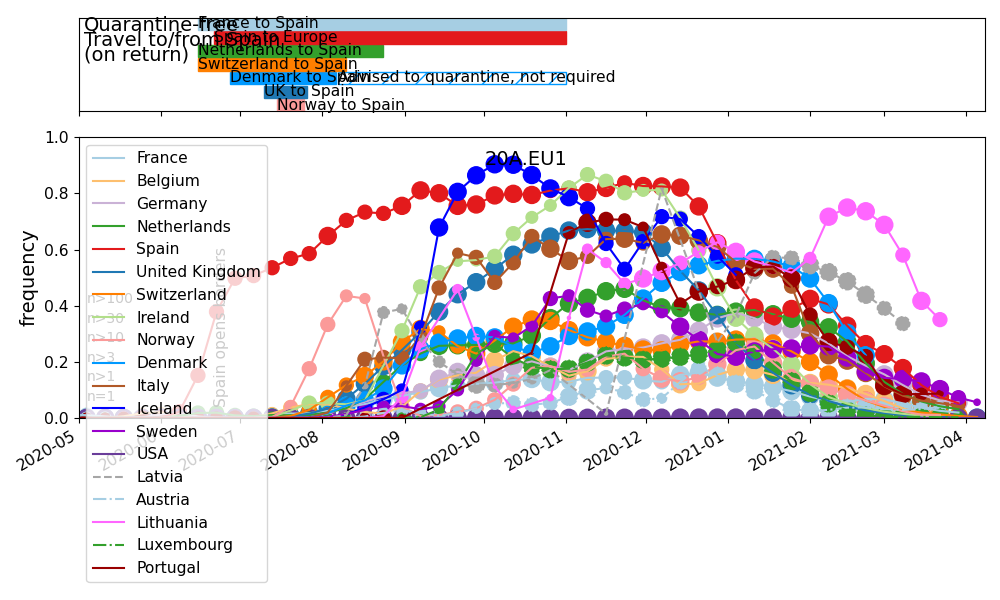 Quarantine-free
Travel to/from Spain
(on return)
France to Spain
Spain to Europe
Netherlands to Spain
Switzerland to Spain
Denmark to Spain
Advised to quarantine, not required
UK to Spain
Norway to Spain
20A.EU1
frequency
1.0
0.8
0.6
0.4
0.2
0.0
France
Belgium
Germany
Netherlands
Spain
United Kingdom
Switzerland
Ireland
Norway
Denmark
Italy
Iceland
Sweden
USA
Latvia
Austria
Lithuania
Luxembourg
Portugal
n>100
n>30
n>10
n>3
n>1
n=1
Spain opens borders
2020-05
2020-06
2020-07
2020-08
2020-09
2020-10
2020-11
2020-12
2021-01
2021-02
2021-03
2021-04